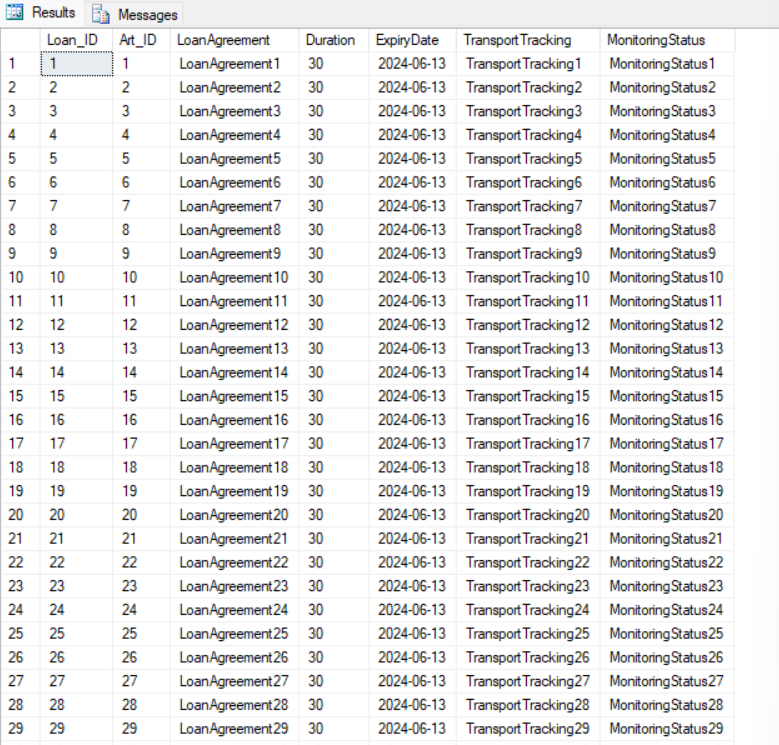 Results Messages
Loan_ID Art_ID LoanAgreement Duration ExpiryDate TransportTracking MonitoringStatus
1 1 1 LoanAgreement1 30 2024-06-13 TransportTracking1 MonitoringStatus1
2 2 2 LoanAgreement2 30 2024-06-13 TransportTracking2 MonitoringStatus2
3 3 3 LoanAgreement3 30 2024-06-13 TransportTracking3 MonitoringStatus3
4 4 4 LoanAgreement4 30 2024-06-13 TransportTracking4 MonitoringStatus4
5 5 5 LoanAgreement5 30 2024-06-13 TransportTracking5 MonitoringStatus5
6 6 6 LoanAgreement6 30 2024-06-13 TransportTracking6 MonitoringStatus6
7 7 7 LoanAgreement7 30 2024-06-13 TransportTracking7 MonitoringStatus7
8 8 8 LoanAgreement8 30 2024-06-13 TransportTracking8 MonitoringStatus8
9 9 9 LoanAgreement9 30 2024-06-13 TransportTracking9 MonitoringStatus9
10 10 10 LoanAgreement10 30 2024-06-13 TransportTracking10 MonitoringStatus10
11 11 11 LoanAgreement11 30 2024-06-13 TransportTracking11 MonitoringStatus11
12 12 12 LoanAgreement12 30 2024-06-13 TransportTracking12 MonitoringStatus12
13 13 13 LoanAgreement13 30 2024-06-13 TransportTracking13 MonitoringStatus13
14 14 14 LoanAgreement14 30 2024-06-13 TransportTracking14 MonitoringStatus14
15 15 15 LoanAgreement15 30 2024-06-13 TransportTracking15 MonitoringStatus15
16 16 16 LoanAgreement16 30 2024-06-13 TransportTracking16 MonitoringStatus16
17 17 17 LoanAgreement17 30 2024-06-13 TransportTracking17 MonitoringStatus17
18 18 18 LoanAgreement18 30 2024-06-13 TransportTracking18 MonitoringStatus18
19 19 19 LoanAgreement19 30 2024-06-13 TransportTracking19 MonitoringStatus19
20 20 20 LoanAgreement20 30 2024-06-13 TransportTracking20 MonitoringStatus20
21 21 21 LoanAgreement21 30 2024-06-13 TransportTracking21 MonitoringStatus21
22 22 22 LoanAgreement22 30 2024-06-13 TransportTracking22 MonitoringStatus22
23 23 23 LoanAgreement23 30 2024-06-13 TransportTracking23 MonitoringStatus23
24 24 24 LoanAgreement24 30 2024-06-13 TransportTracking24 MonitoringStatus24
25 25 25 LoanAgreement25 30 2024-06-13 TransportTracking25 MonitoringStatus25
26 26 26 LoanAgreement26 30 2024-06-13 TransportTracking26 MonitoringStatus26
27 27 27 LoanAgreement27 30 2024-06-13 TransportTracking27 MonitoringStatus27
28 28 28 LoanAgreement28 30 2024-06-13 TransportTracking28 MonitoringStatus28
29 29 29 LoanAgreement29 30 2024-06-13 TransportTracking29 MonitoringStatus29